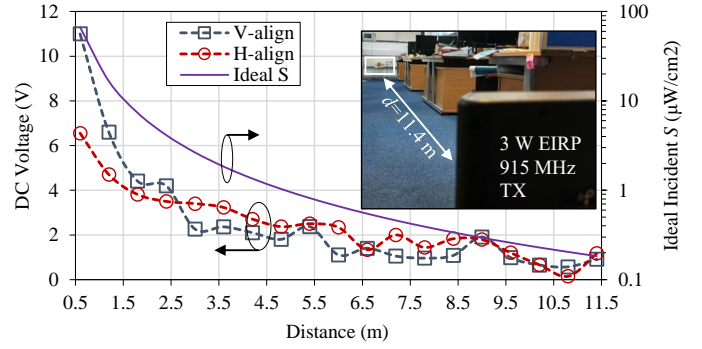 12
10
8
6
4
2
0
DC Voltage (V)
V-align
H-align
Ideal S
d=11.4 m
3 W EIRP
915 MHz
TX
100
10
1
0.1
Ideal Incident S (µW/cm2)
0.5 1.5 2.5 3.5 4.5 5.5 6.5 7.5 8.5 9.5 10.5 11.5
Distance (m)